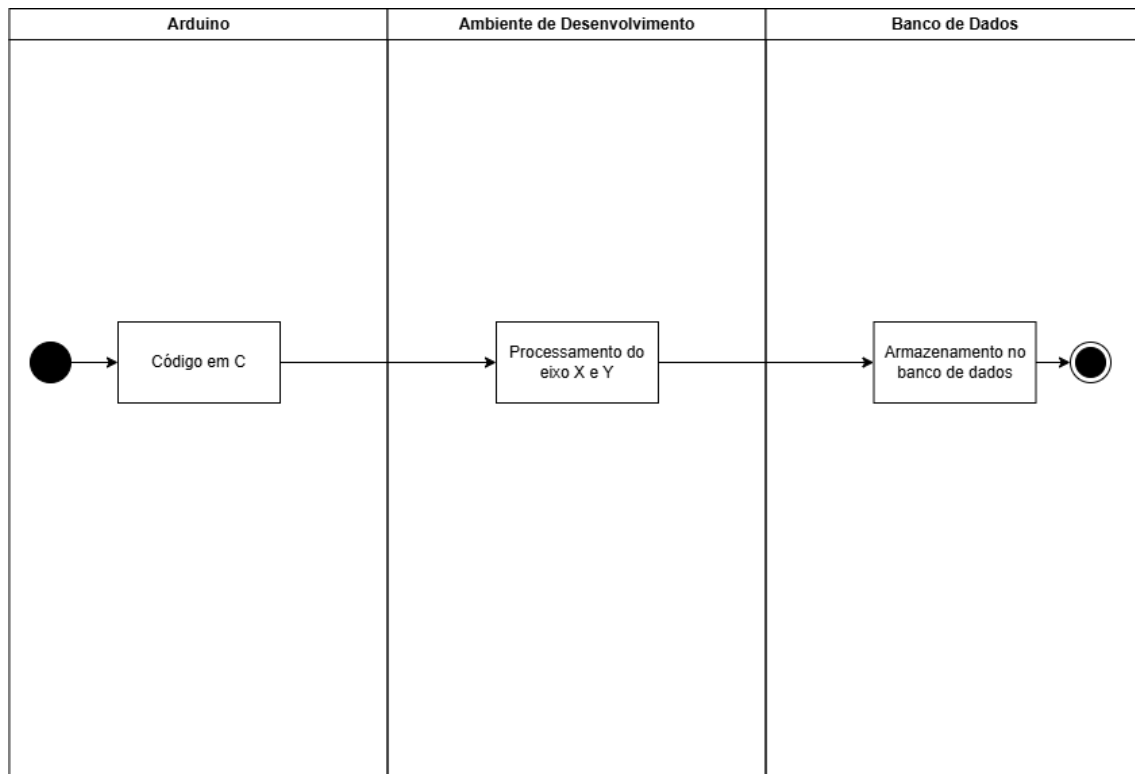 Arduino
Ambiente de Desenvolvimento
Banco de Dados
Código em C
Processamento do
eixo X e Y
Armazenamento no
banco de dados